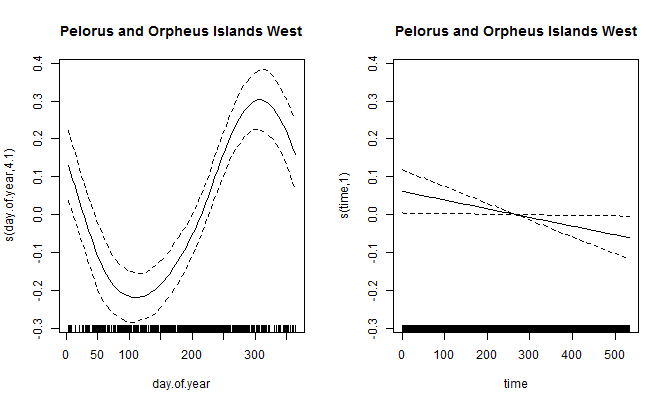 Pelorus and Orpheus Islands West
s(day.of.year,4.1)
0.4
0.3
0.2
0.1
0.0
-0.1
-0.2
-0.3
0 50 100 200 300
day.of.year
Pelorus and Orpheus Islands West
s(time,1)
0.4
0.3
0.2
0.1
0.0
-0.1
-0.2
-0.3
0 100 200 300 400 500
time